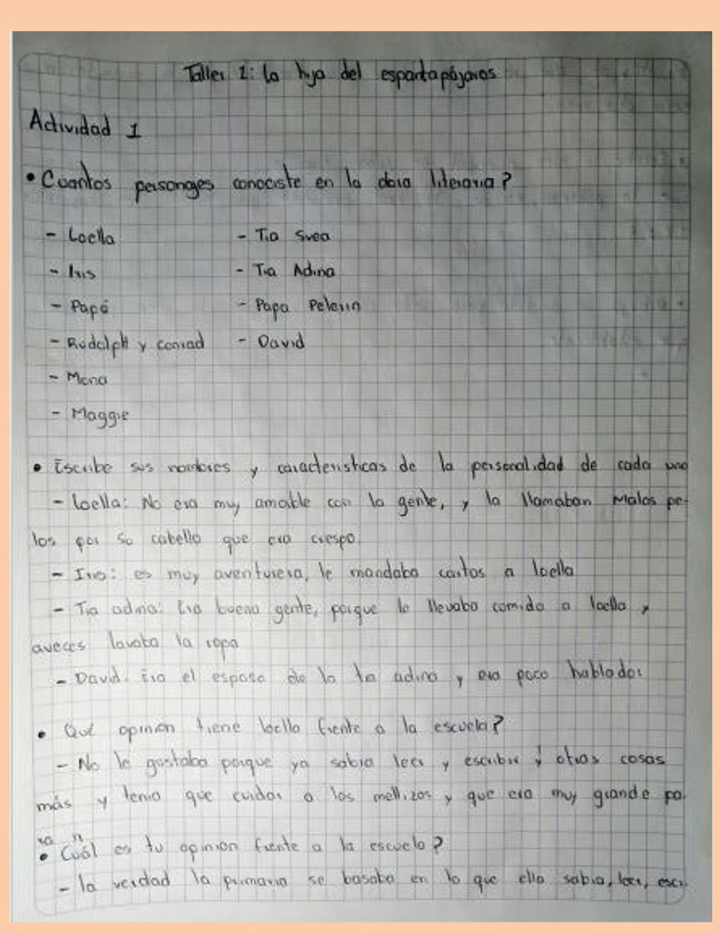 Taller 1: La hija del espantapájaros
Actividad 1
• Cuantos personages conociste en la obra literaria?
- Loella
- Tia Svea
- Iris
- Tia Adina
- Papá
- Papa Pelerin
- Rudolph y conrad
- David
- Mona
- Maggie
• Escribe sus nombres y caracteristicas de la personalidad de cada uno
- Loella: No era muy amable con la gente, y la llamaban Malos pe-
los por so cabello que era crespo
- Iris: es muy aventurera, le mandaba cartas a loella
- Tia adina: Era buena gente, porque le llevaba comida a loella y
aveces lavaba la ropa
- David: Era el esposo de la tia adina y era poco hablador
• Qué opinion tiene loella frente a la escuela?
- No le gustaba porque ya sabia leer y escribir y otras cosas
más y tenia que cuidar a los mellizos y que era muy grande pa-
ra
• Cuál es tu opinion frente a la escuela?
- la verdad la primaria se basaba en lo que ella sabia, leer, escri-